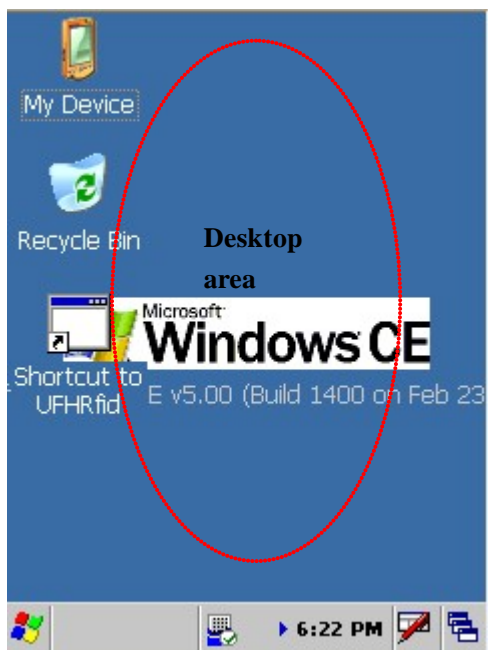 My Device
Recycle Bin
Desktop
area
Microsoft
Windows CE
Shortcut to
UFHRfid
E v5.00 (Build 1400 on Feb 23
6:22 PM